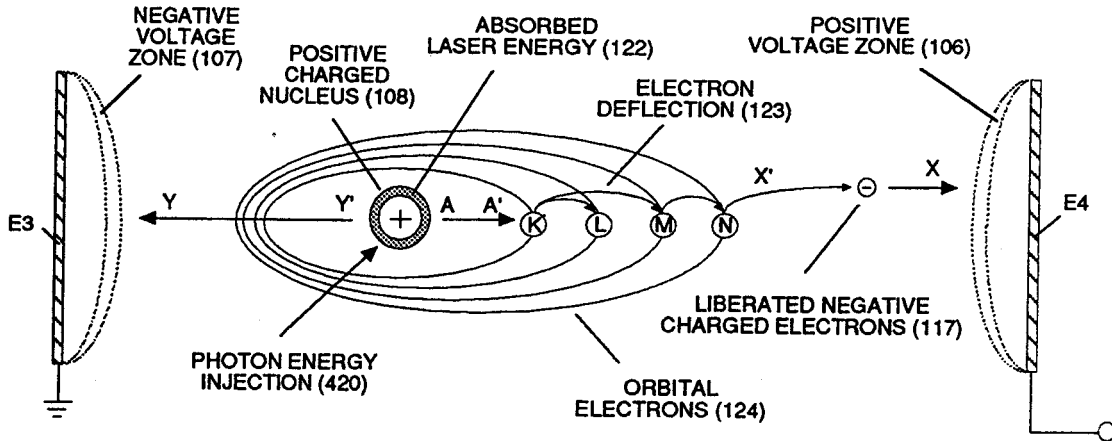 NEGATIVE
VOLTAGE
ZONE (107)
POSITIVE
CHARGED
NUCLEUS (108)
ABSORBED
LASER ENERGY (122)
ELECTRON
DEFLECTION (123)
POSITIVE
VOLTAGE ZONE (106)
E3
Y
Y'
+
A
A'
K
L
M
N
X'
−
X
E4
PHOTON ENERGY
INJECTION (420)
LIBERATED NEGATIVE
CHARGED ELECTRONS (117)
ORBITAL
ELECTRONS (124)